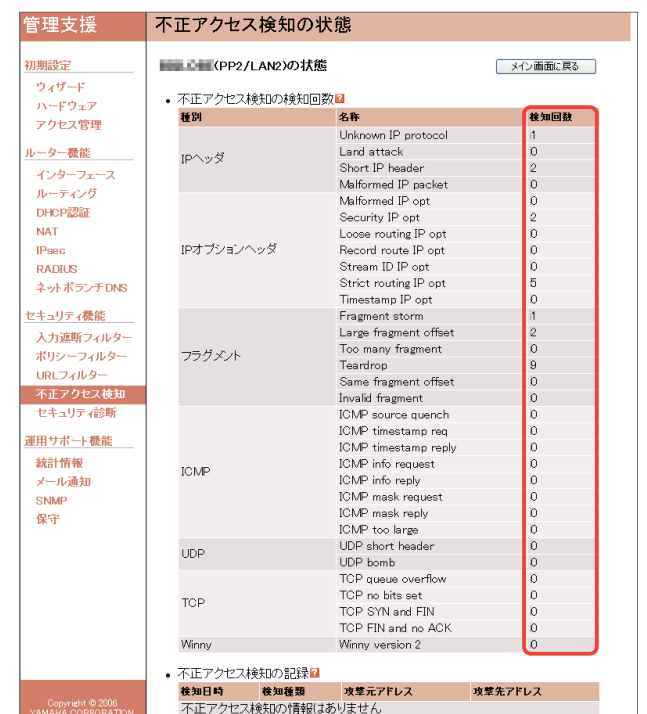 管理支援
不正アクセス検知の状態
初期設定
ウィザード
ハードウェア
アクセス管理
ルーター機能
インターフェース
ルーティング
DHCP認証
NAT
IPsec
RADIUS
ネットボランチDNS
セキュリティ機能
入力遮断フィルター
ポリシーフィルター
URLフィルター
不正アクセス検知
セキュリティ診断
運用サポート機能
統計情報
メール通知
SNMP
保守
Copyright © 2006
YAMAHA CORPORATION
(PP2/LAN2)の状態
メイン画面に戻る
• 不正アクセス検知の検知回数?
種別 名称 検知回数
IPヘッダ
Unknown IP protocol 1
Land attack 0
Short IP header 2
Malformed IP packet 0
IPオプションヘッダ
Malformed IP opt 0
Security IP opt 2
Loose routing IP opt 0
Record route IP opt 0
Stream ID IP opt 0
Strict routing IP opt 5
Timestamp IP opt 0
フラグメント
Fragment storm 1
Large fragment offset 2
Too many fragment 0
Teardrop 9
Same fragment offset 0
Invalid fragment 0
ICMP
ICMP source quench 0
ICMP timestamp req 0
ICMP timestamp reply 0
ICMP info request 0
ICMP info reply 0
ICMP mask request 0
ICMP mask reply 0
ICMP too large 0
UDP
UDP short header 0
UDP bomb 0
TCP
TCP queue overflow 0
TCP no bits set 0
TCP SYN and FIN 0
TCP FIN and no ACK 0
Winny Winny version 2 0
• 不正アクセス検知の記録?
検知日時 検知種類 攻撃元アドレス 攻撃先アドレス
不正アクセス検知の情報はありません